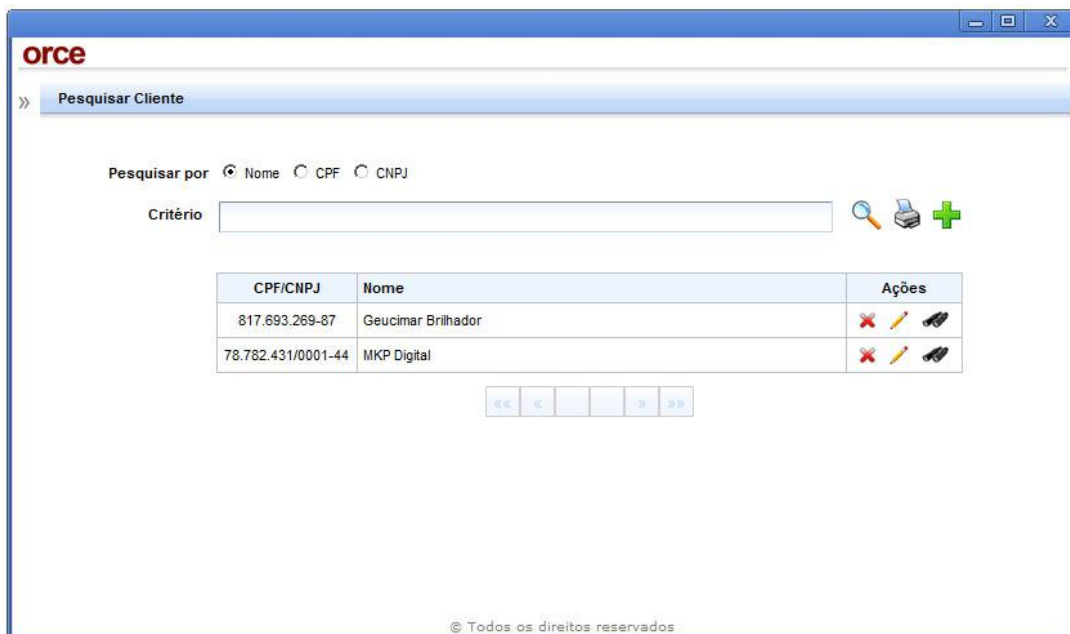 orce
» Pesquisar Cliente
Pesquisar por Nome CPF CNPJ
Critério
CPF/CNPJ Nome Ações
817.693.269-87 Geucimar Brilhador
78.782.431/0001-44 MKP Digital
«« « » »»
© Todos os direitos reservados